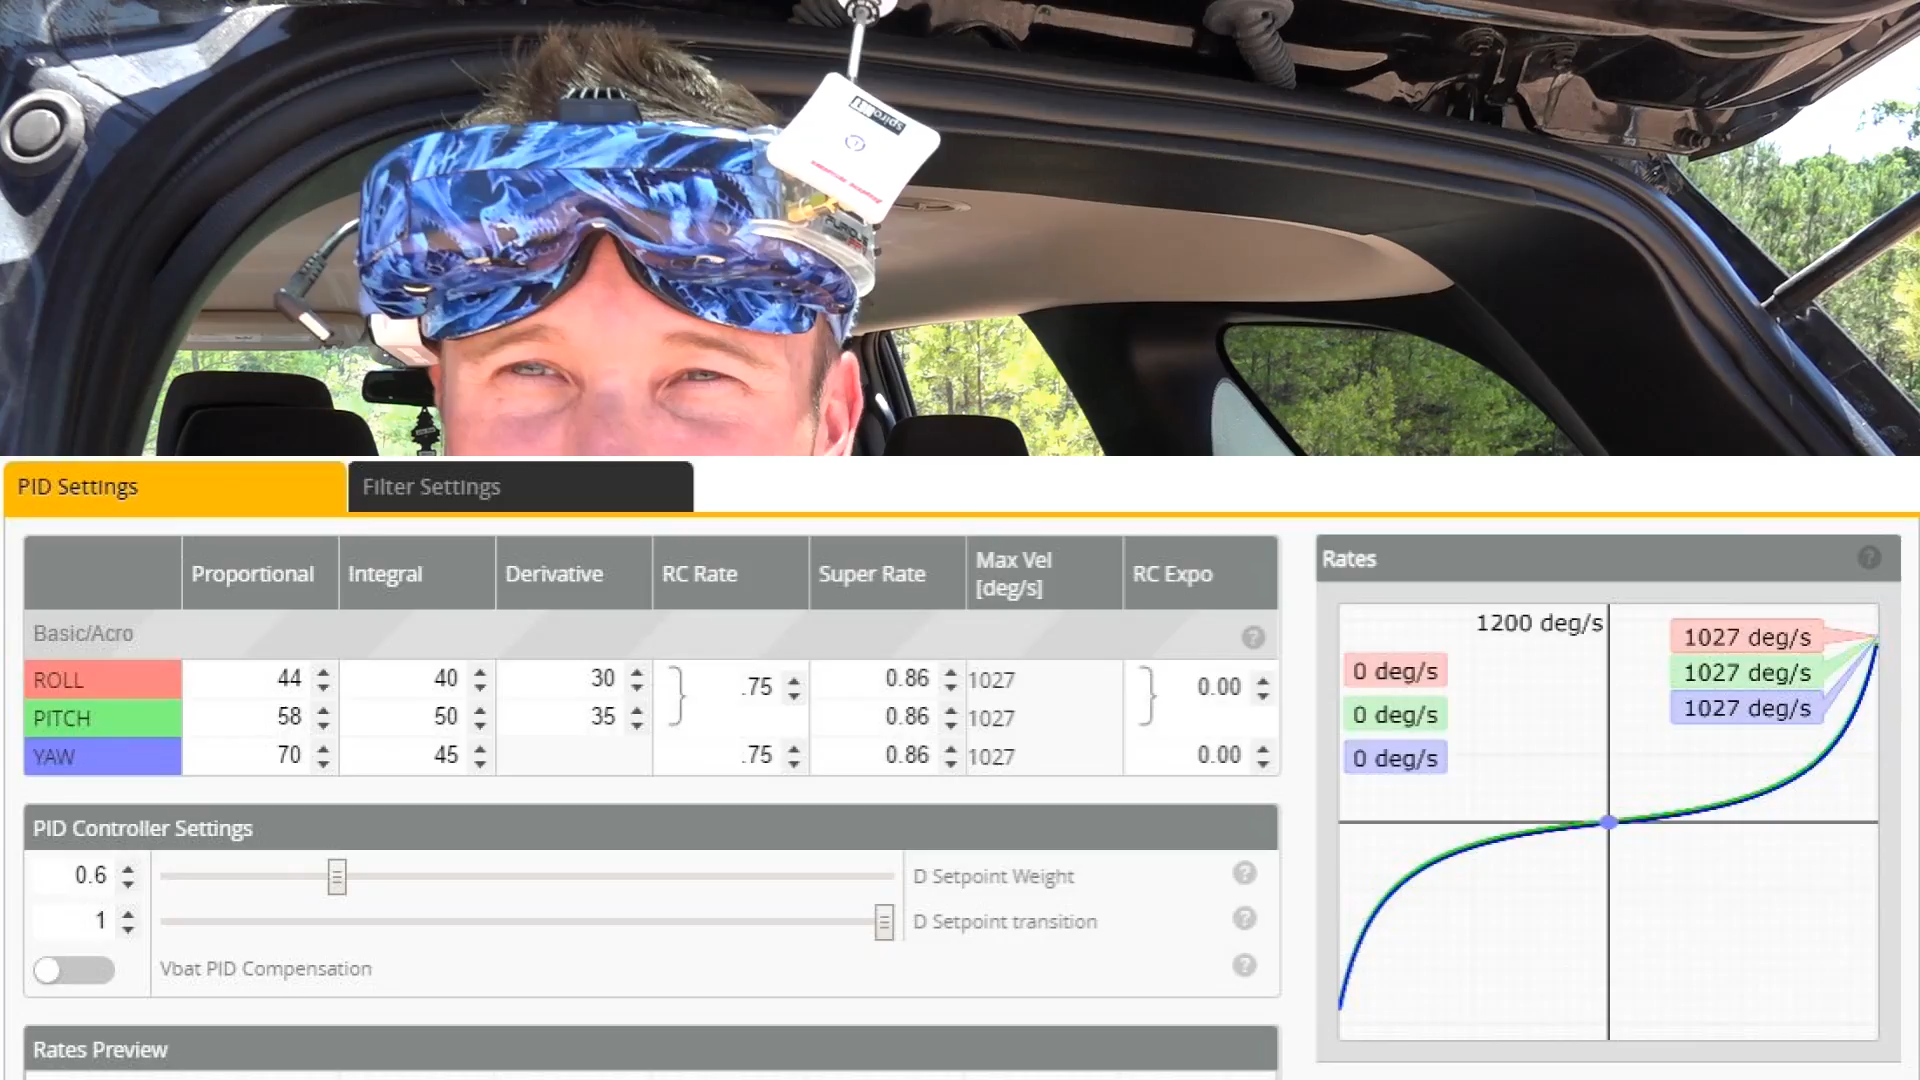 spironET
PURSUE
PID Settings
Filter Settings
Proportional
Integral
Derivative
RC Rate
Super Rate
Max Vel
[deg/s]
RC Expo
Basic/Acro
ROLL 44 40 30 .75 0.86 1027 0.00
PITCH 58 50 35 0.86 1027
YAW 70 45 .75 0.86 1027 0.00
PID Controller Settings
0.6 D Setpoint Weight
1 D Setpoint transition
Vbat PID Compensation
Rates Preview
Rates
1200 deg/s
1027 deg/s
1027 deg/s
1027 deg/s
0 deg/s
0 deg/s
0 deg/s